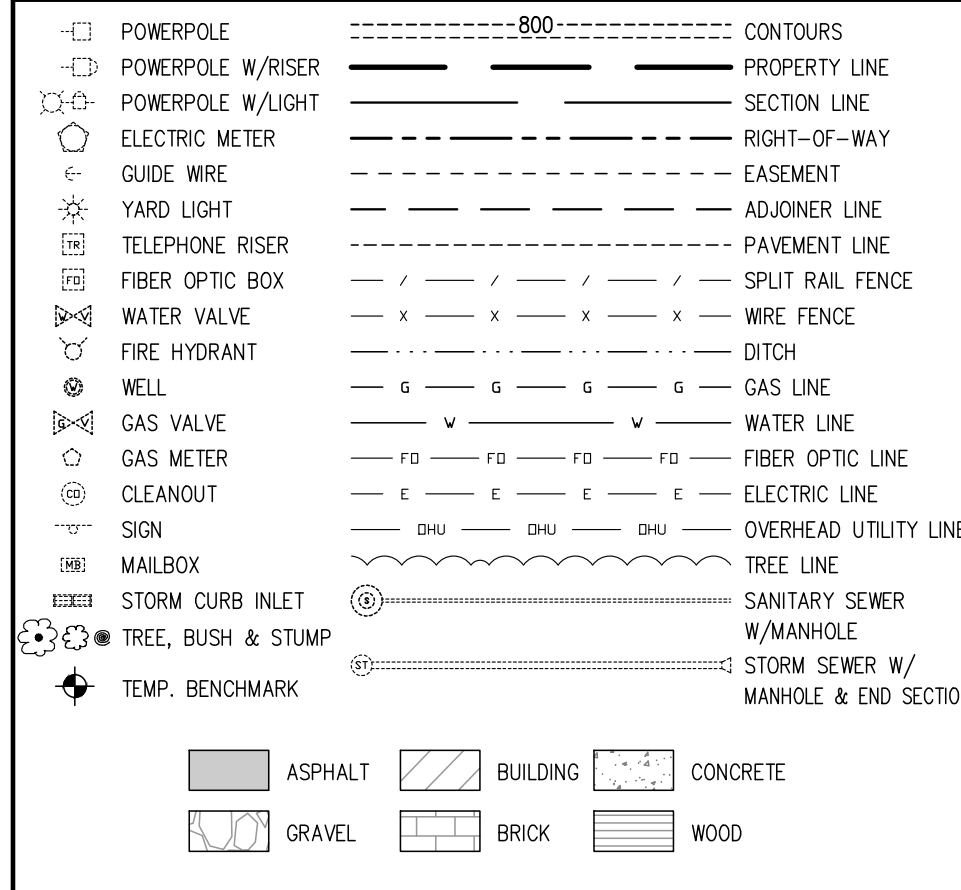 800
POWERPOLE
CONTOURS
POWERPOLE W/RISER
PROPERTY LINE
POWERPOLE W/LIGHT
SECTION LINE
ELECTRIC METER
RIGHT-OF-WAY
GUIDE WIRE
EASEMENT
YARD LIGHT
ADJOINER LINE
TR TELEPHONE RISER
PAVEMENT LINE
FO FIBER OPTIC BOX
/ / / / SPLIT RAIL FENCE
W V WATER VALVE
X X X X WIRE FENCE
FIRE HYDRANT
DITCH
W WELL
G G G G GAS LINE
G V GAS VALVE
W W WATER LINE
GAS METER
FO FO FO FO FIBER OPTIC LINE
CO CLEANOUT
E E E E ELECTRIC LINE
SIGN
OHU OHU OHU OVERHEAD UTILITY LINE
MB MAILBOX
TREE LINE
STORM CURB INLET
S SANITARY SEWER
W/MANHOLE
TREE, BUSH & STUMP
ST STORM SEWER W/
MANHOLE & END SECTIO
TEMP. BENCHMARK
ASPHALT BUILDING CONCRETE
GRAVEL BRICK WOOD